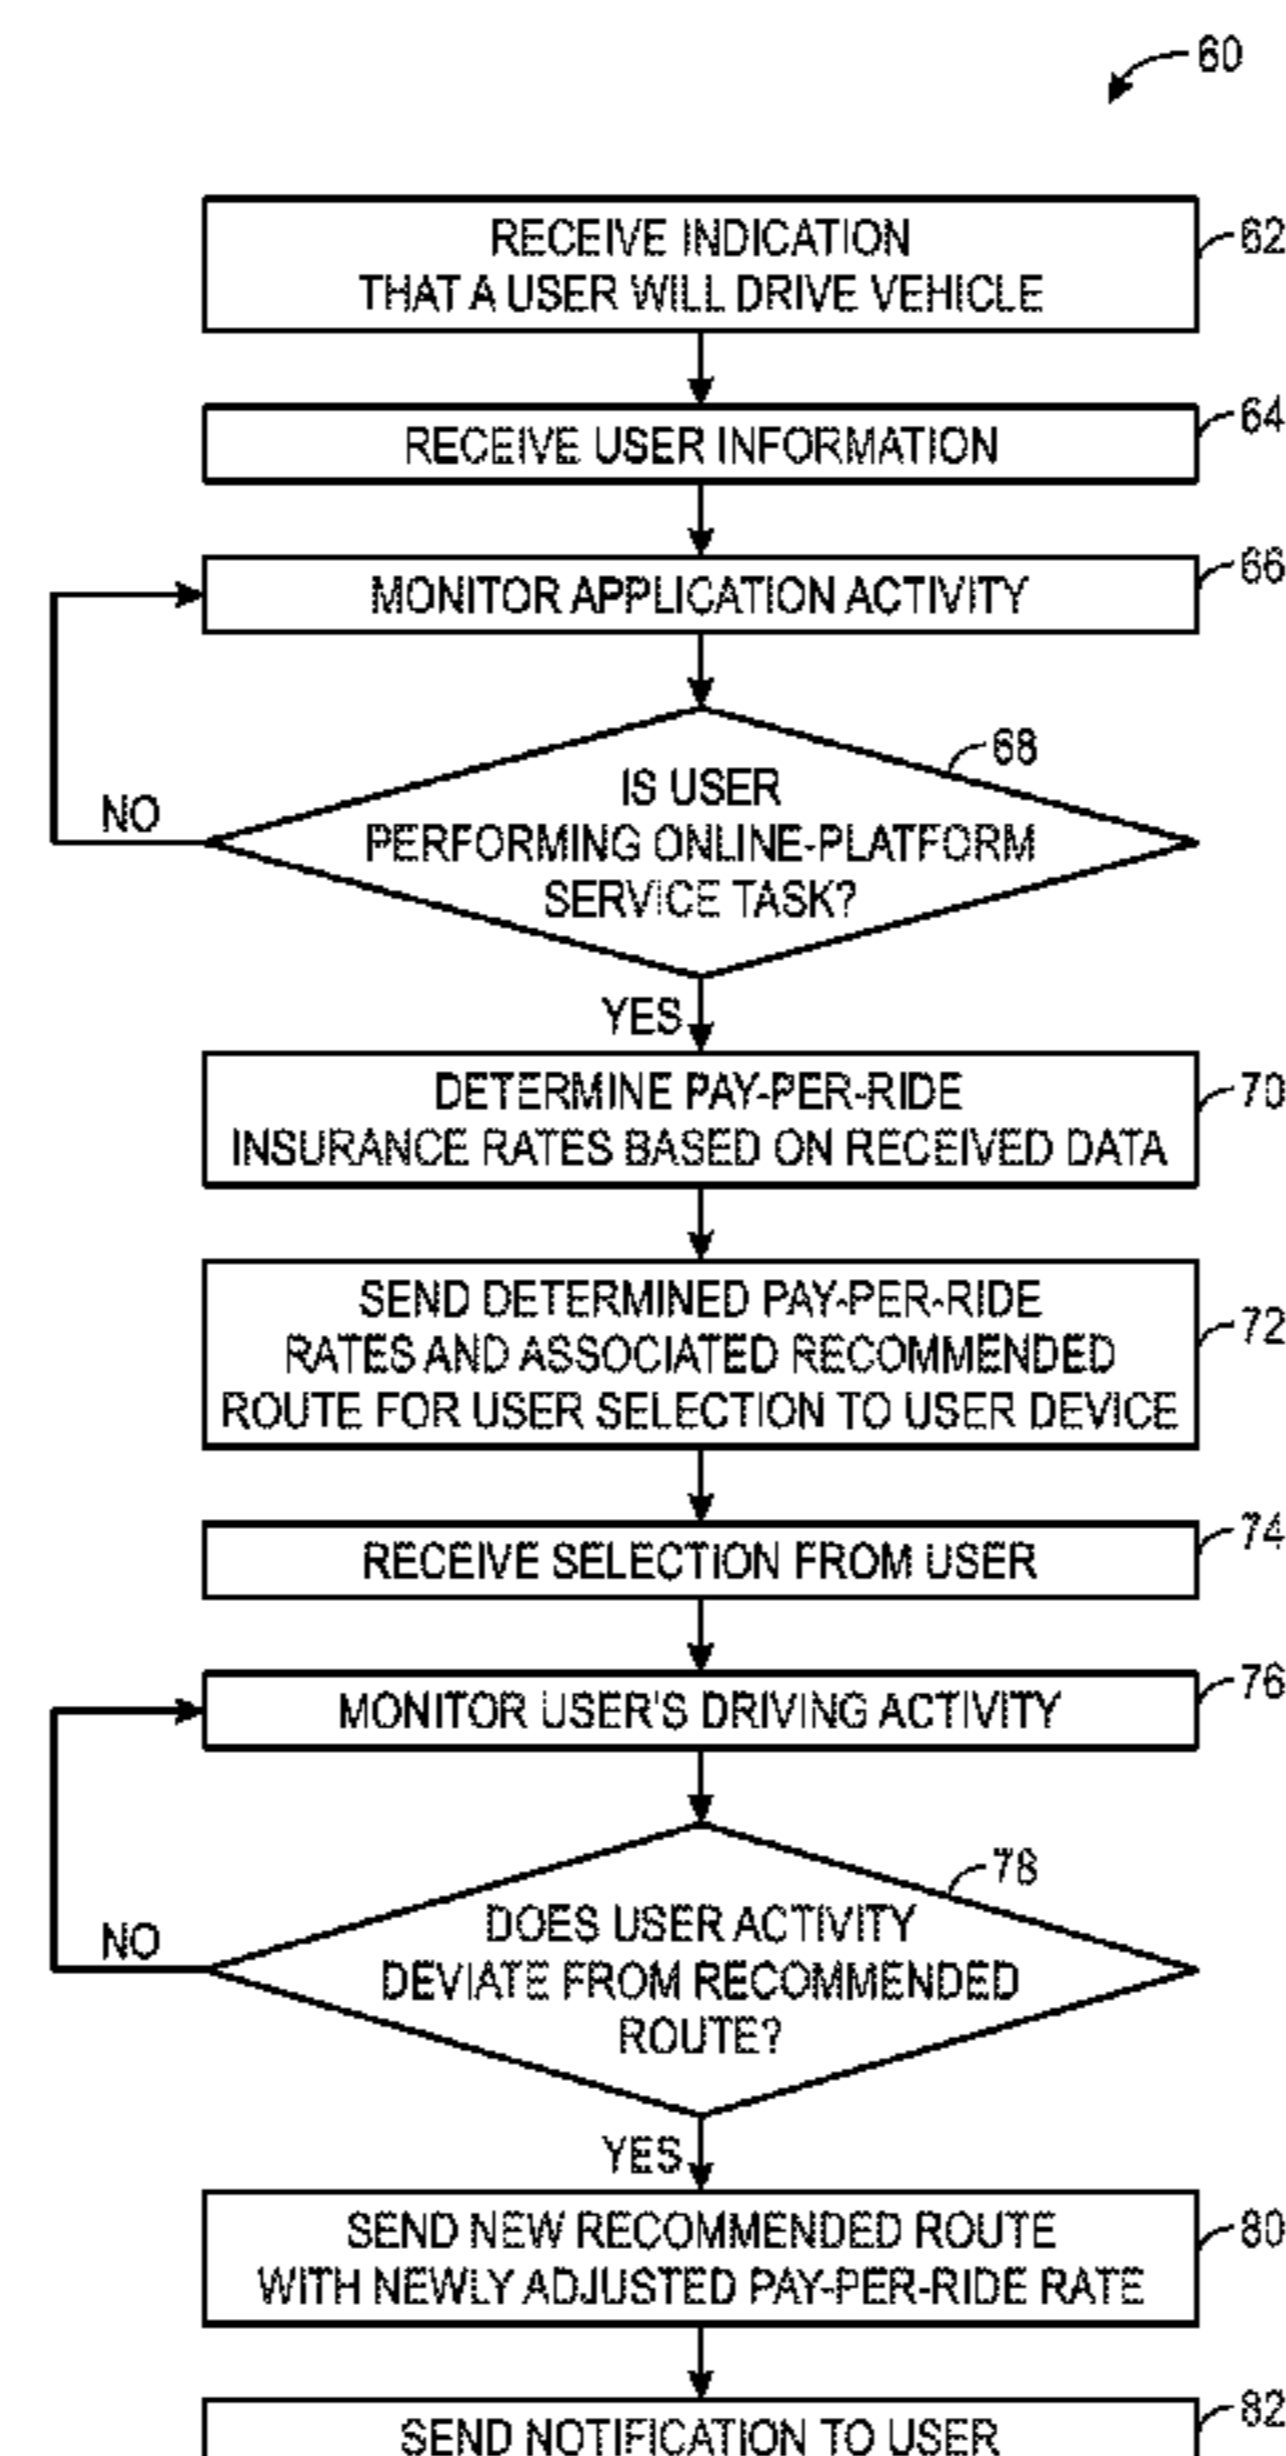 60
RECEIVE INDICATION
THAT A USER WILL DRIVE VEHICLE
62
RECEIVE USER INFORMATION
64
MONITOR APPLICATION ACTIVITY
66
68
IS USER
PERFORMING ONLINE-PLATFORM
SERVICE TASK?
NO
YES
DETERMINE PAY-PER-RIDE
INSURANCE RATES BASED ON RECEIVED DATA
70
SEND DETERMINED PAY-PER-RIDE
RATES AND ASSOCIATED RECOMMENDED
ROUTE FOR USER SELECTION TO USER DEVICE
72
RECEIVE SELECTION FROM USER
74
MONITOR USER'S DRIVING ACTIVITY
76
78
DOES USER ACTIVITY
DEVIATE FROM RECOMMENDED
ROUTE?
NO
YES
SEND NEW RECOMMENDED ROUTE
WITH NEWLY ADJUSTED PAY-PER-RIDE RATE
80
SEND NOTIFICATION TO USER
82